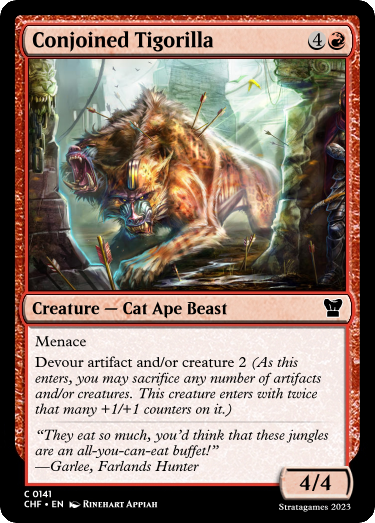 Conjoined Tigorilla 4
Creature — Cat Ape Beast
Menace
Devour artifact and/or creature 2 (As this
enters, you may sacrifice any number of artifacts
and/or creatures. This creature enters with twice
that many +1/+1 counters on it.)
“They eat so much, you’d think that these jungles
are an all-you-can-eat buffet!”
—Garlee, Farlands Hunter
4/4
C 0141
CHF • EN Rinehart Appiah
Stratagames 2023